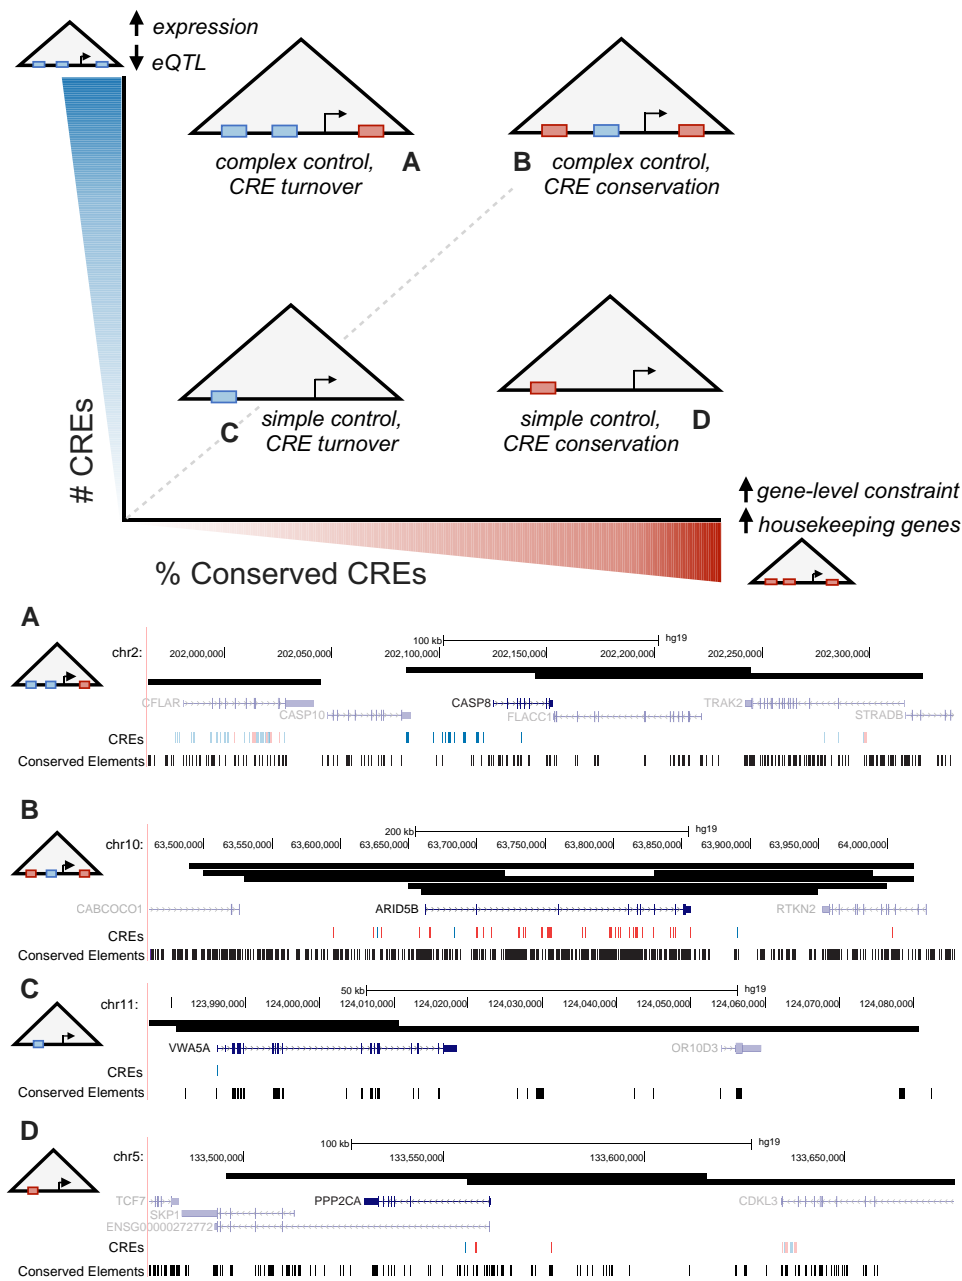 expression
eQTL
complex control,
CRE turnover
A
B
complex control,
CRE conservation
# CREs
C
simple control,
CRE turnover
simple control,
CRE conservation
D
gene-level constraint
housekeeping genes
% Conserved CREs
A
100 kb
hg19
chr2:
202,000,000
202,050,000
202,100,000
202,150,000
202,200,000
202,250,000
202,300,000
CFLAR
CASP8
TRAK2
CASP10
FLACC1
STRADB
CREs
Conserved Elements
B
200 kb
hg19
chr10:
63,500,000
63,550,000
63,600,000
63,650,000
63,700,000
63,750,000
63,800,000
63,850,000
63,900,000
63,950,000
64,000,000
CABCOCO1
ARID5B
RTKN2
CREs
Conserved Elements
C
50 kb
hg19
chr11:
123,990,000
124,000,000
124,010,000
124,020,000
124,030,000
124,040,000
124,050,000
124,060,000
124,070,000
124,080,000
VWA5A
OR10D3
CREs
Conserved Elements
D
100 kb
hg19
chr5:
133,500,000
133,550,000
133,600,000
133,650,000
TCF7
PPP2CA
CDKL3
SKP1
ENSG00000272772
CREs
Conserved Elements